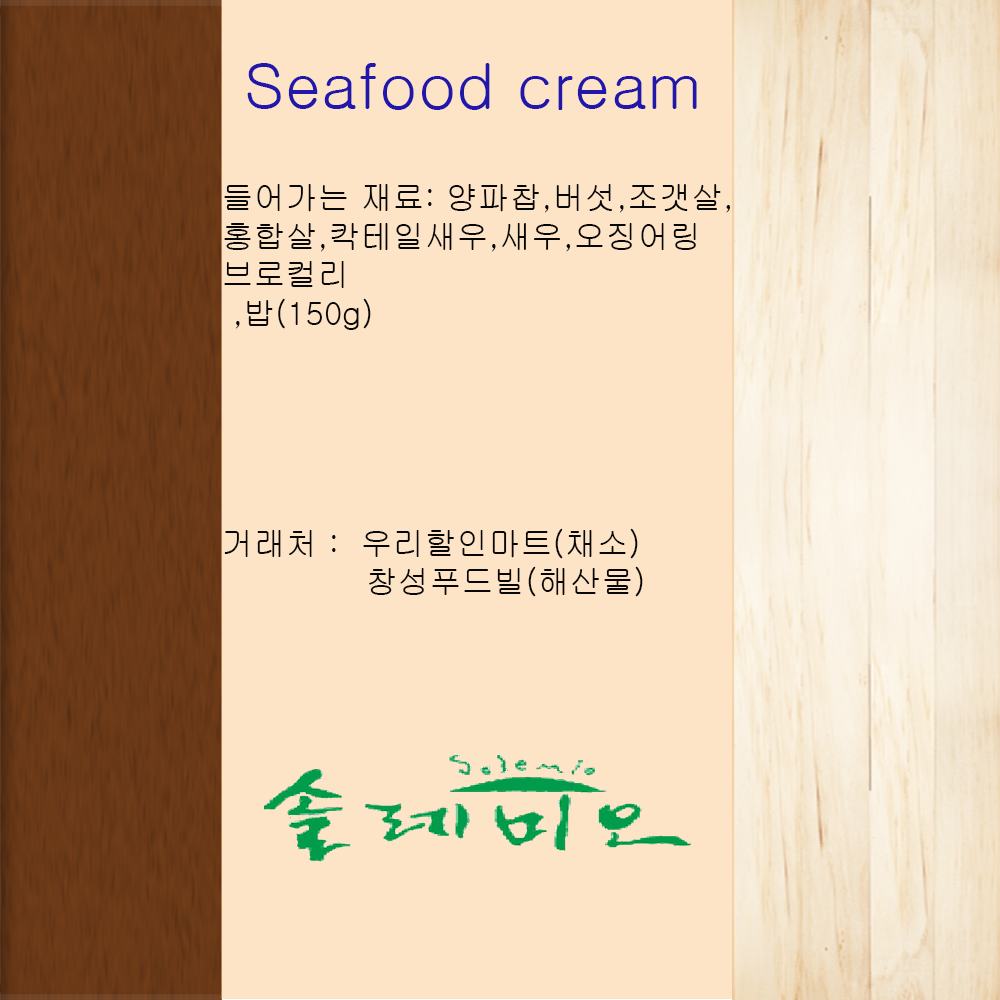 Seafood cream
들어가는 재료: 양파찹,버섯,조갯살,
홍합살,칵테일새우,새우,오징어링
브로컬리
,밥(150g)
거래처 : 우리할인마트(채소)
창성푸드빌(해산물)
Solemio
솔레미오